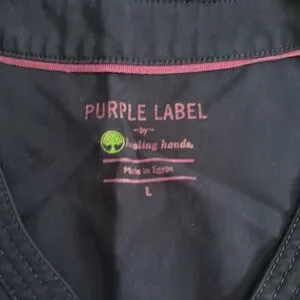 PURPLE LABEL
-by-
healing hands.
Made in Egypt
L